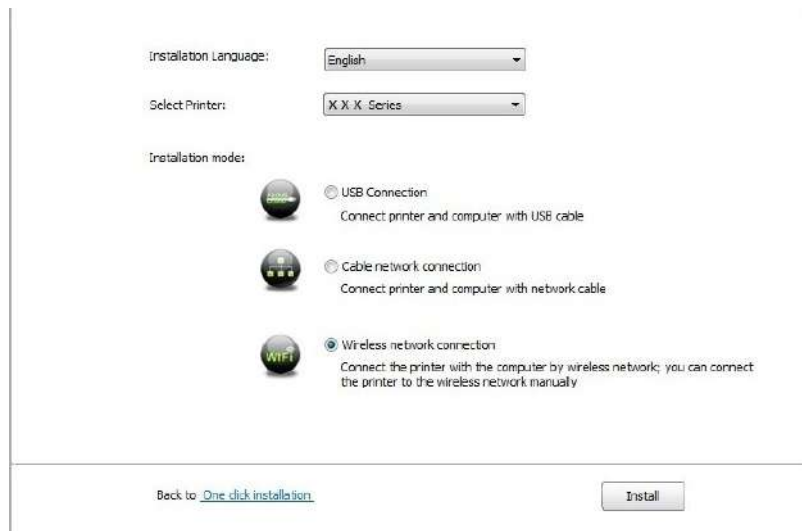 Installation Language:
English
Select Printer:
X X X Series
Installation mode:
USB Connection
Connect printer and computer with USB cable
Cable network connection
Connect printer and computer with network cable
WiFi
Wireless network connection
Connect the printer with the computer by wireless network; you can connect
the printer to the wireless network manually
Back to One click installation
Install